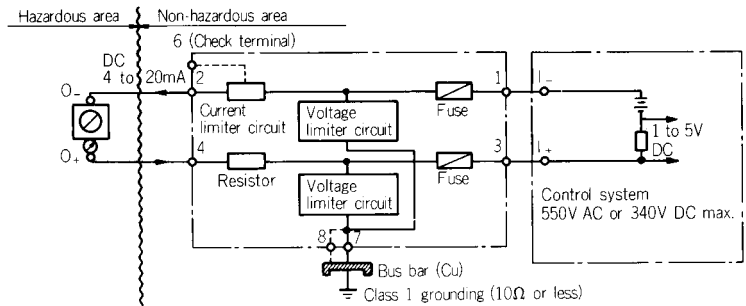 Hazardous area
Non-hazardous area
6 (Check terminal)
DC
4 to 20mA
2
1
I-
O-
Current
limiter circuit
Voltage
limiter circuit
Fuse
1 to 5V
DC
O+
4
3
I+
Resistor
Fuse
Voltage
limiter circuit
Control system
550V AC or 340V DC max.
8
7
Bus bar (Cu)
Class 1 grounding (10Ω or less)